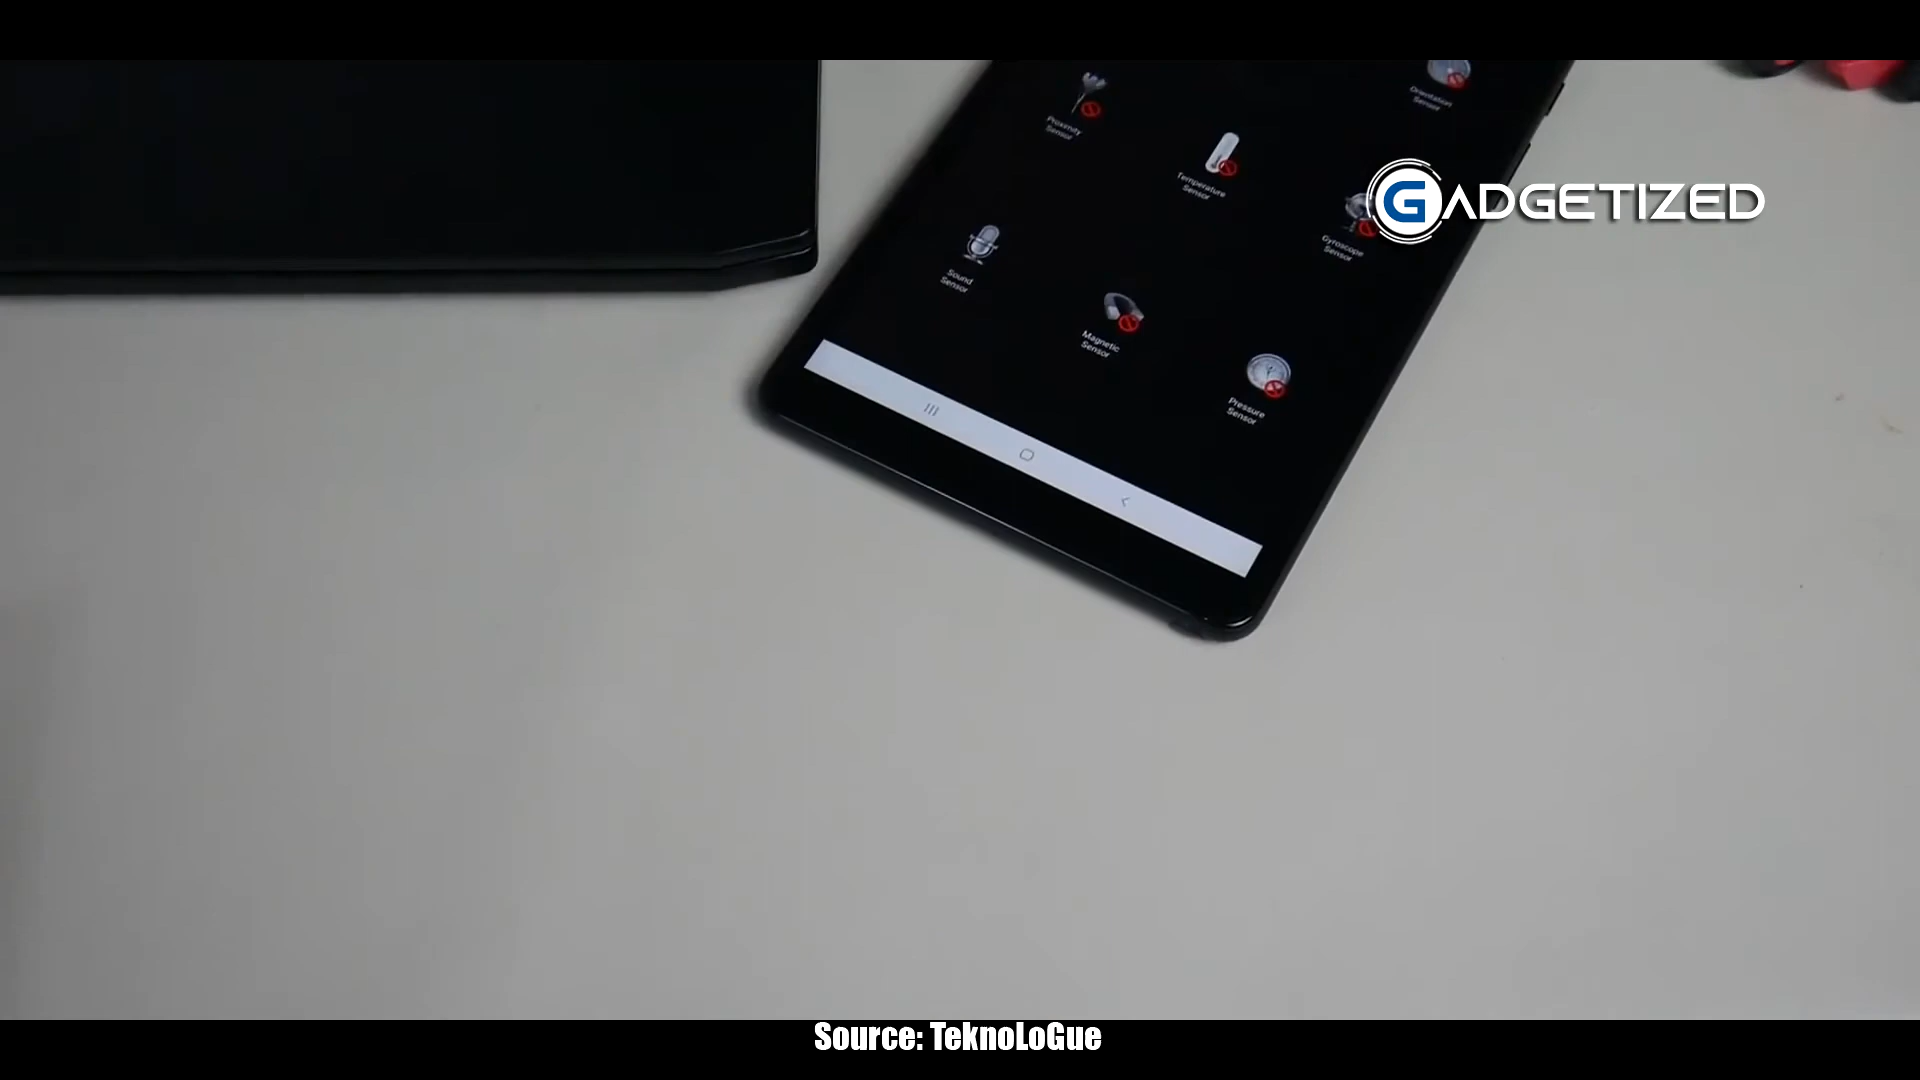 Orientation
Sensor
Proximity
Sensor
Temperature
Sensor
GADGETIZED
Gyroscope
Sensor
Sound
Sensor
Magnetic
Sensor
Pressure
Sensor
Source: TeknoLoGue